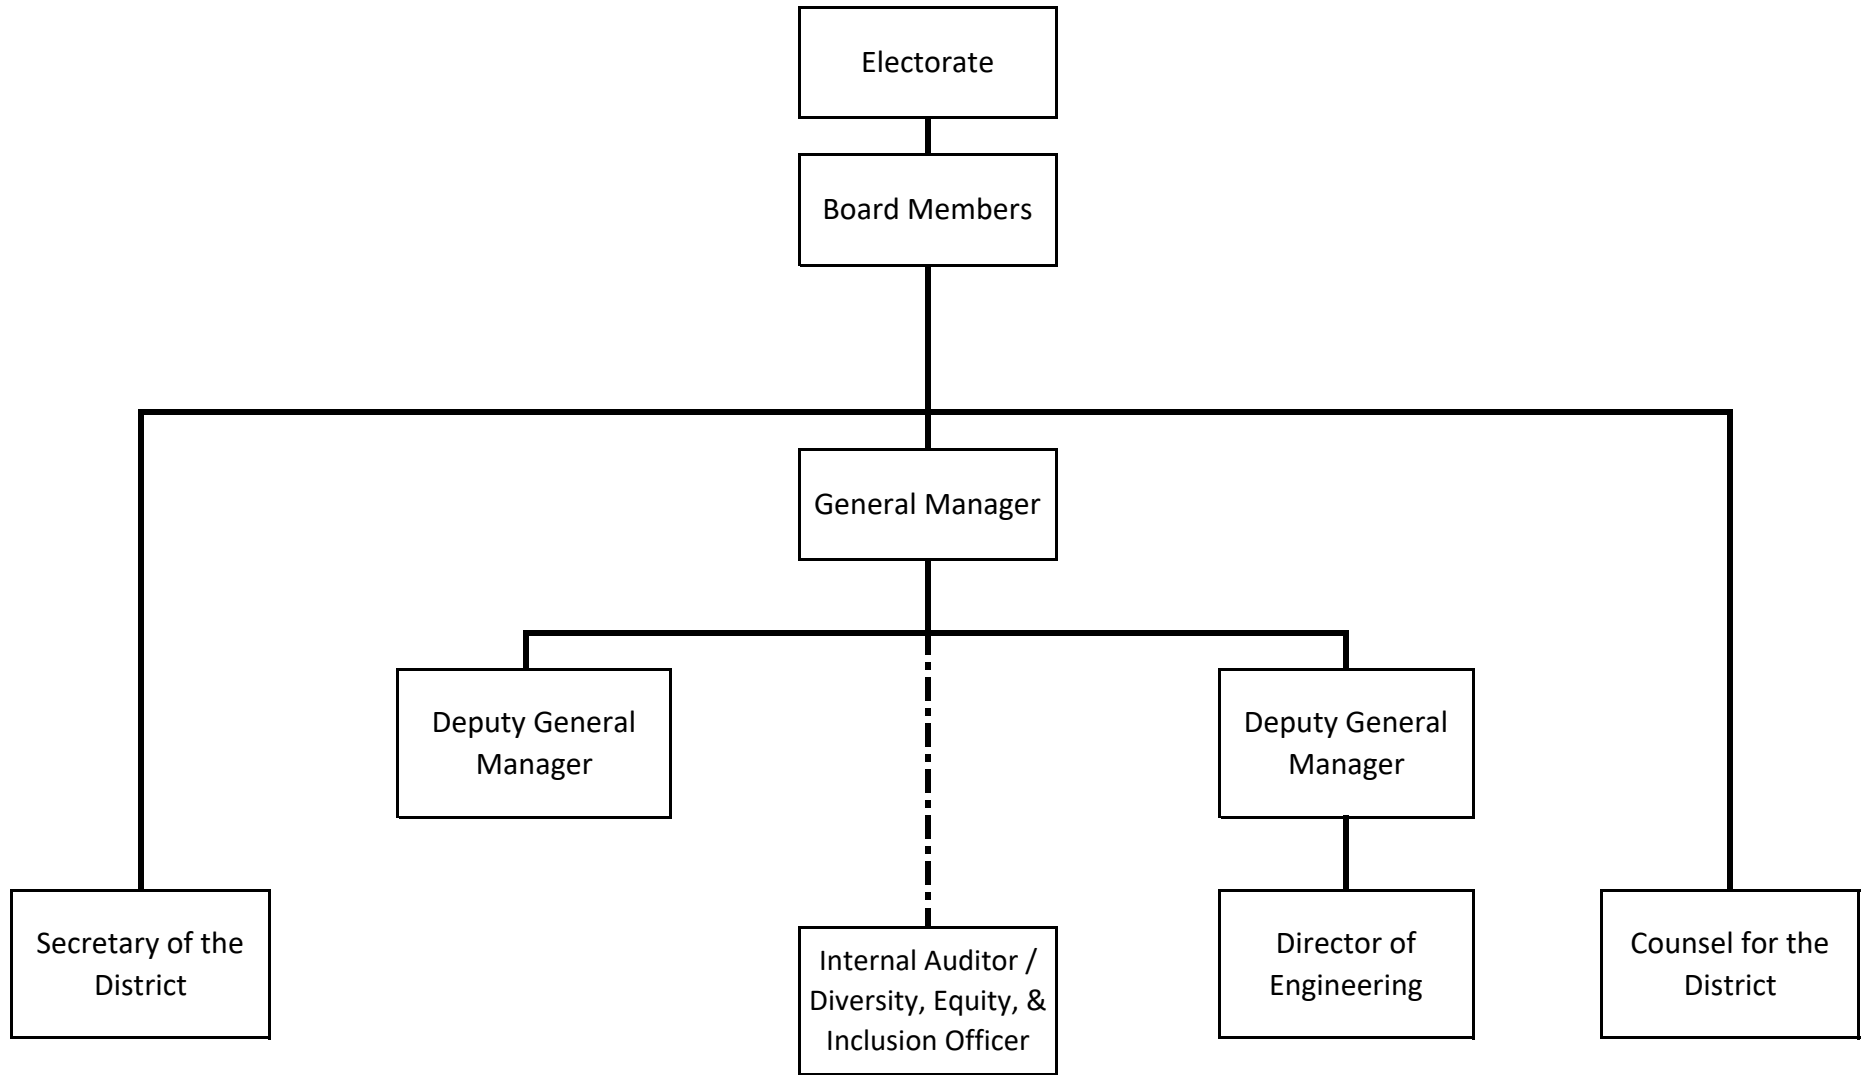 Electorate
Board Members
General Manager
Deputy General
Manager
Deputy General
Manager
Secretary of the
District
Internal Auditor /
Diversity, Equity, &
Inclusion Officer
Director of
Engineering
Counsel for the
District